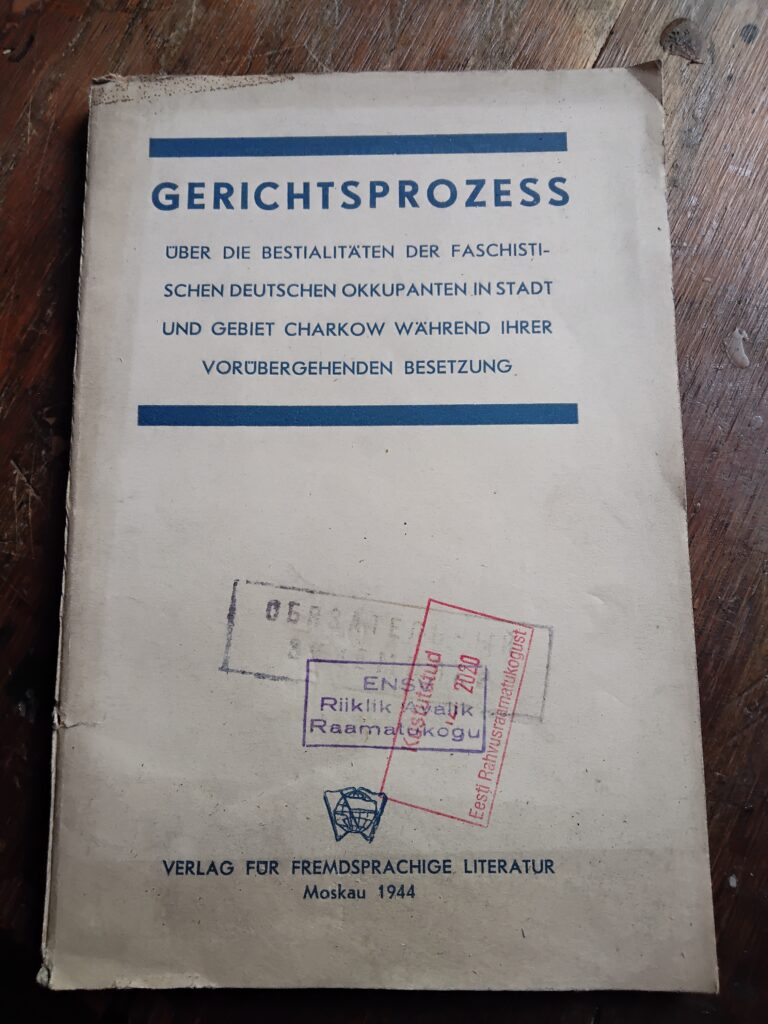 GERICHTSPROZESS
ÜBER DIE BESTIALITÄTEN DER FASCHISTI-
SCHEN DEUTSCHEN OKKUPANTEN IN STADT
UND GEBIET CHARKOW WÄHREND IHRER
VORÜBERGEHENDEN BESETZUNG
ENSV
Riiklik Avalik
Raamatukogu
Kustutatud
2020
Eesti Rahvusraamatukogust
VERLAG FÜR FREMDSPRACHIGE LITERATUR
Moskau 1944